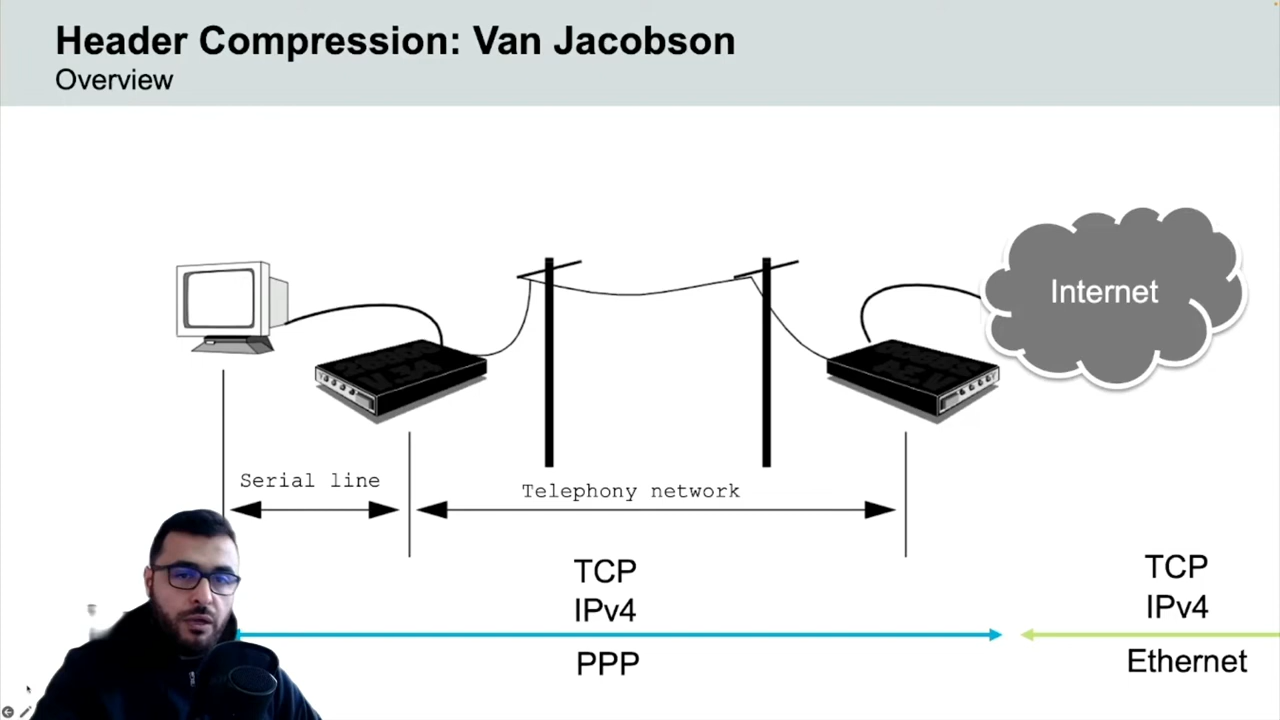 Header Compression: Van Jacobson
Overview
Internet
Serial line
Telephony network
TCP
IPv4
PPP
TCP
IPv4
Ethernet